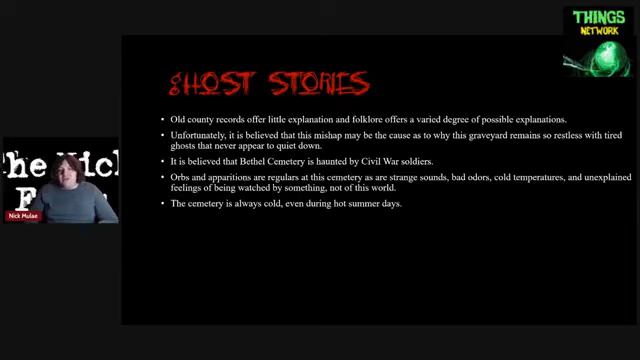 THINGS
NETWORK
GHOST STORIES
• Old county records offer little explanation and folklore offers a varied degree of possible explanations.
• Unfortunately, it is believed that this mishap may be the cause as to why this graveyard remains so restless with tired
ghosts that never appear to quiet down.
• It is believed that Bethel Cemetery is haunted by Civil War soldiers.
• Orbs and apparitions are regulars at this cemetery as are strange sounds, bad odors, cold temperatures, and unexplained
feelings of being watched by something, not of this world.
• The cemetery is always cold, even during hot summer days.
Nick Mulae